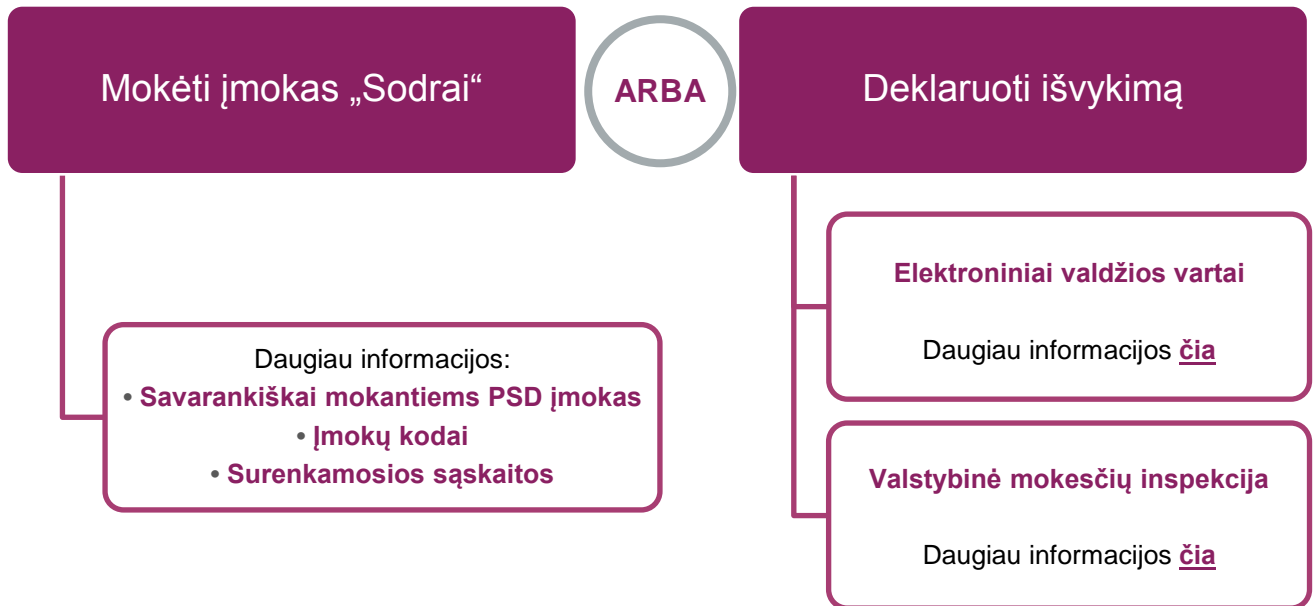 Mokėti įmokas „Sodrai“
ARBA
Deklaruoti išvykimą
Daugiau informacijos:
• Savarankiškai mokantiems PSD įmokas
• Įmokų kodai
• Surenkamosios sąskaitos
Elektroniniai valdžios vartai
Daugiau informacijos čia
Valstybinė mokesčių inspekcija
Daugiau informacijos čia